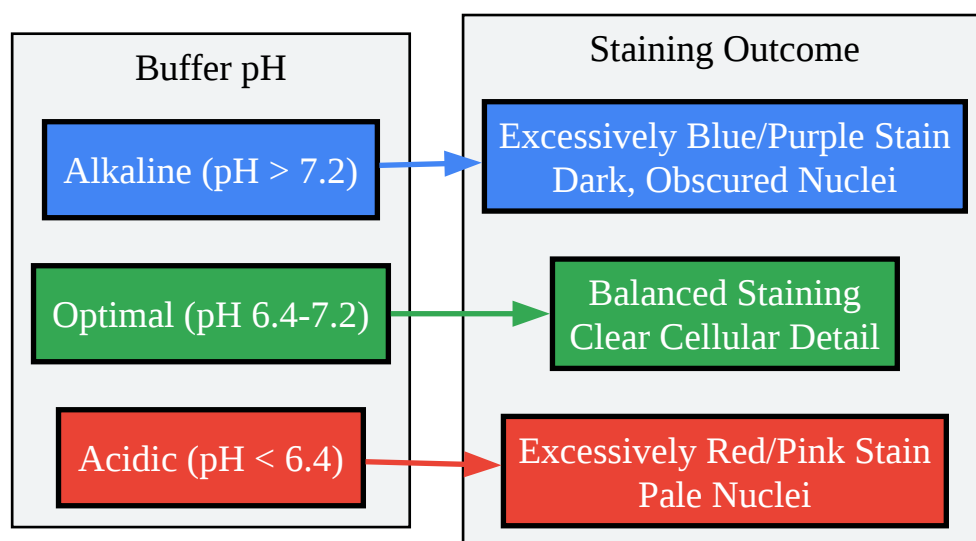 Buffer pH
Alkaline (pH > 7.2)
Optimal (pH 6.4-7.2)
Acidic (pH < 6.4)
Staining Outcome
Excessively Blue/Purple Stain
Dark, Obscured Nuclei
Balanced Staining
Clear Cellular Detail
Excessively Red/Pink Stain
Pale Nuclei